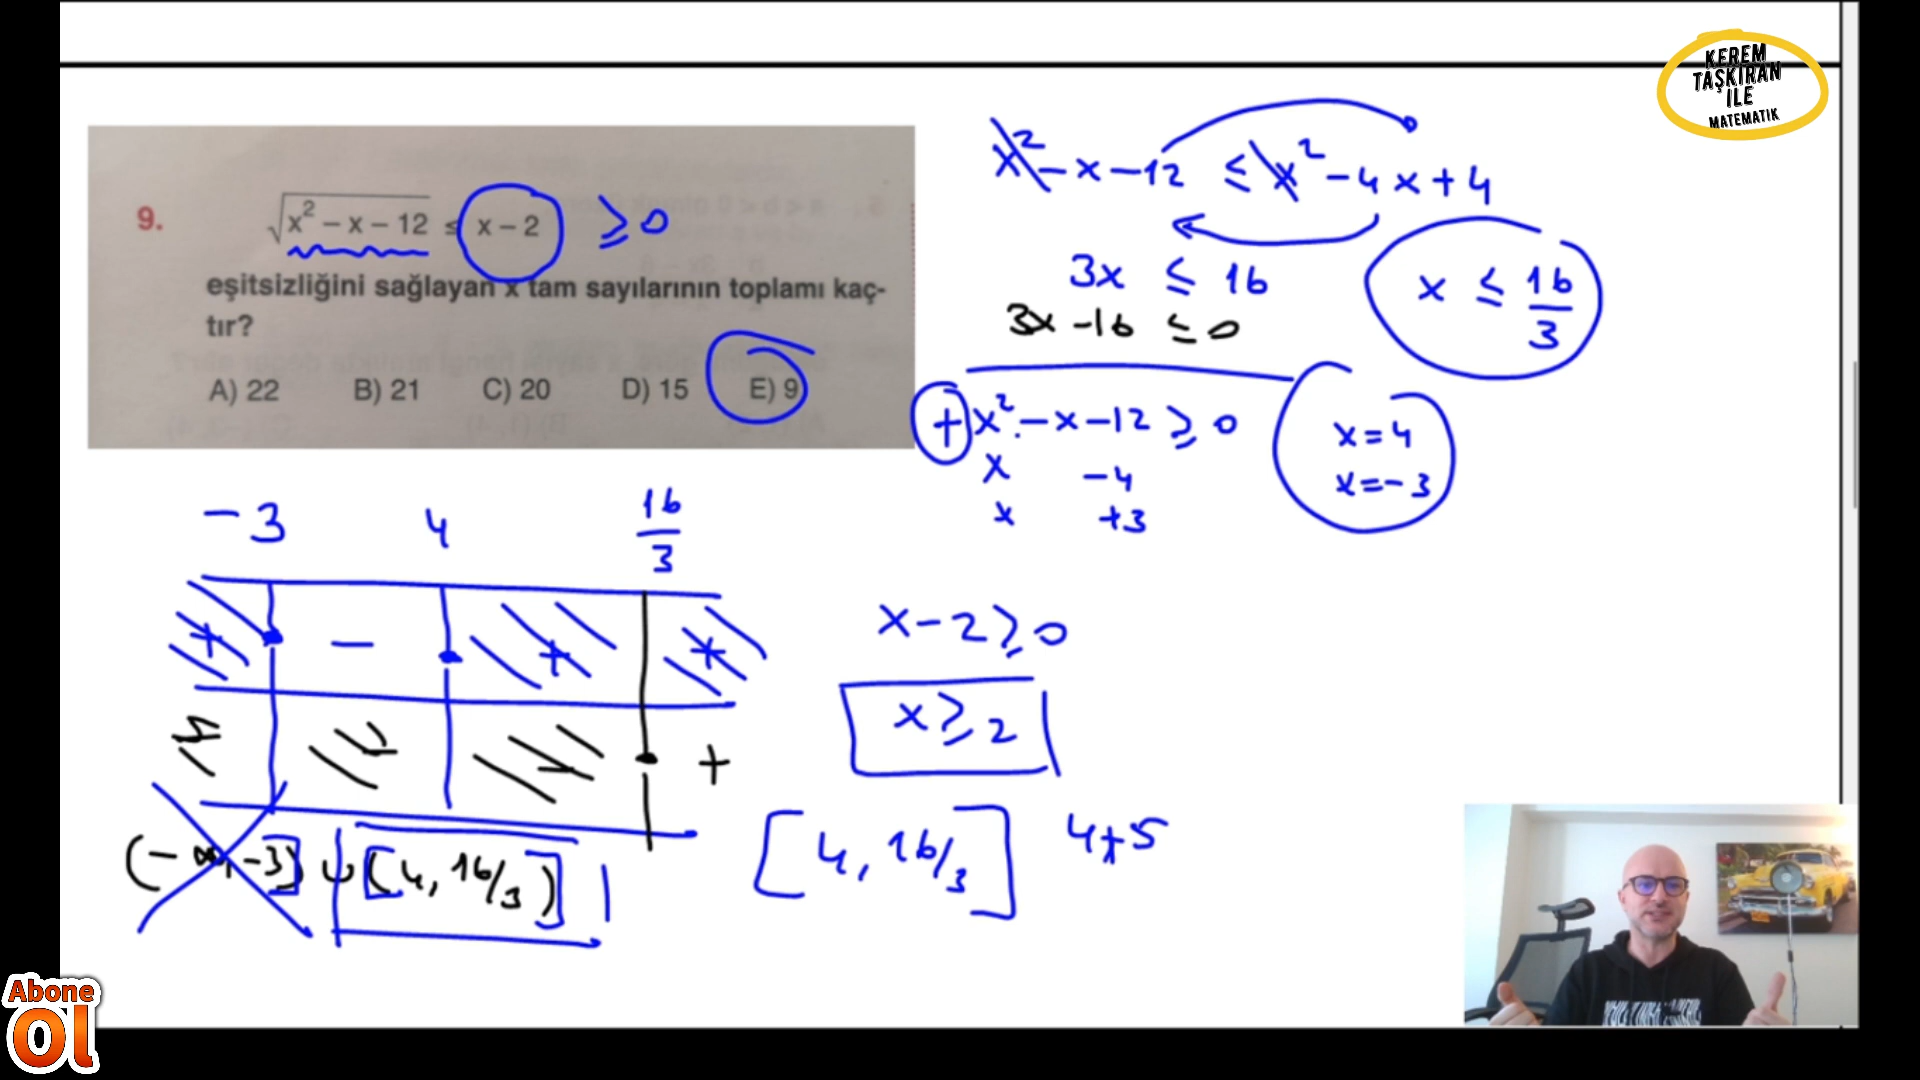 KEREM
TAŞKIRAN
İLE
MATEMATİK
9. √x² − x − 12 ≤ x − 2 ≥ 0
eşitsizliğini sağlayan x tam sayılarının toplamı kaç-
tır?
A) 22 B) 21 C) 20 D) 15 E) 9
x² − x − 12 ≤ x² − 4x + 4
3x ≤ 16
x ≤ 16/3
3x − 16 ≤ 0
+x² − x − 12 ≥ 0
x −4
x +3
x = 4
x = −3
−3 4 16/3
+ − + +
− − − +
(−∞, −3] ∪ [4, 16/3]
x − 2 ≥ 0
x ≥ 2
[4, 16/3] 4+5
Abone
Ol